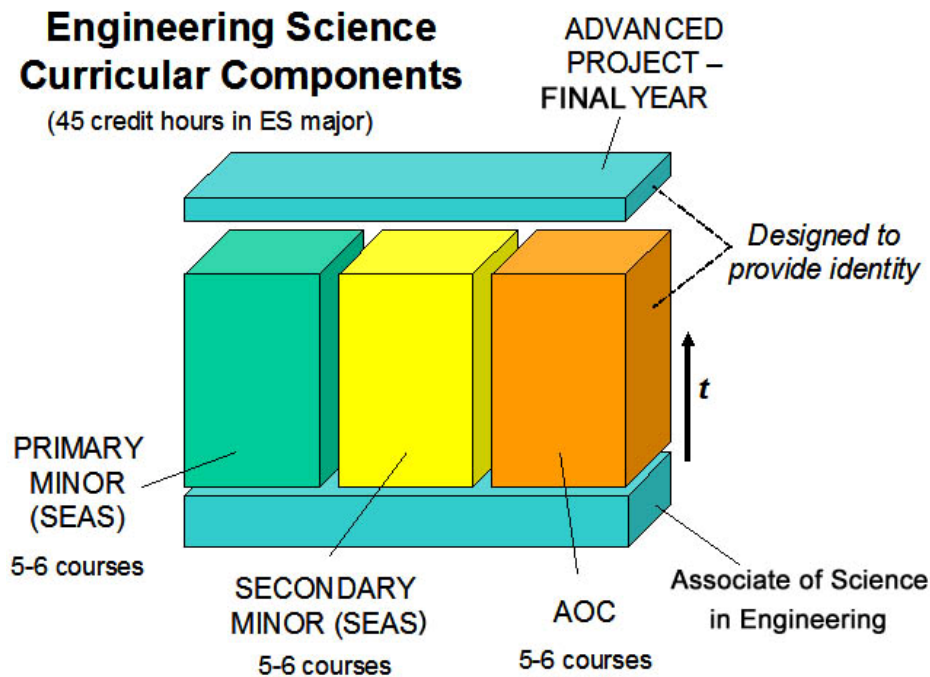 Engineering Science
Curricular Components
(45 credit hours in ES major)
ADVANCED
PROJECT –
FINAL YEAR
Designed to
provide identity
t
PRIMARY
MINOR
(SEAS)
5-6 courses
SECONDARY
MINOR (SEAS)
5-6 courses
AOC
5-6 courses
Associate of Science
in Engineering